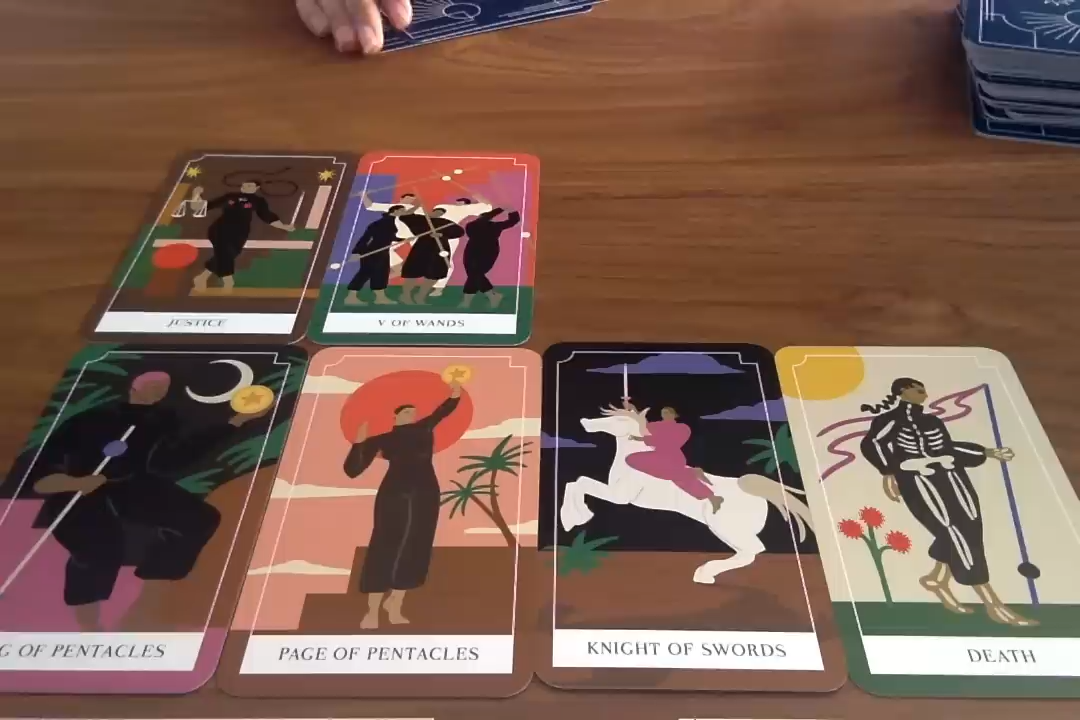 JUSTICE
V OF WANDS
G OF PENTACLES
PAGE OF PENTACLES
KNIGHT OF SWORDS
DEATH